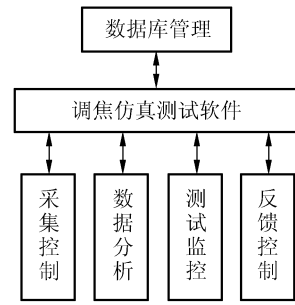 数据库管理
调焦仿真测试软件
采集控制
数据分析
测试监控
反馈控制